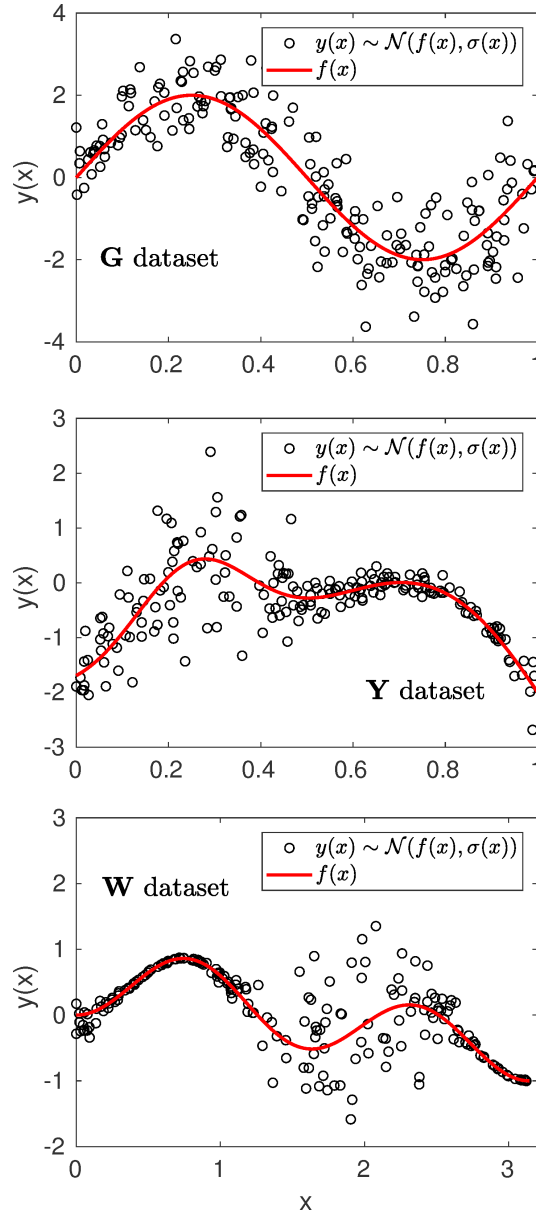 4
2
0
-2
-4
y(x)
y(x) ∼ 𝒩(f(x), σ(x))
f(x)
G dataset
0 0.2 0.4 0.6 0.8 1
3
2
1
0
-1
-2
-3
y(x)
y(x) ∼ 𝒩(f(x), σ(x))
f(x)
Y dataset
0 0.2 0.4 0.6 0.8 1
3
2
1
0
-1
-2
y(x)
y(x) ∼ 𝒩(f(x), σ(x))
f(x)
W dataset
0 1 2 3
x